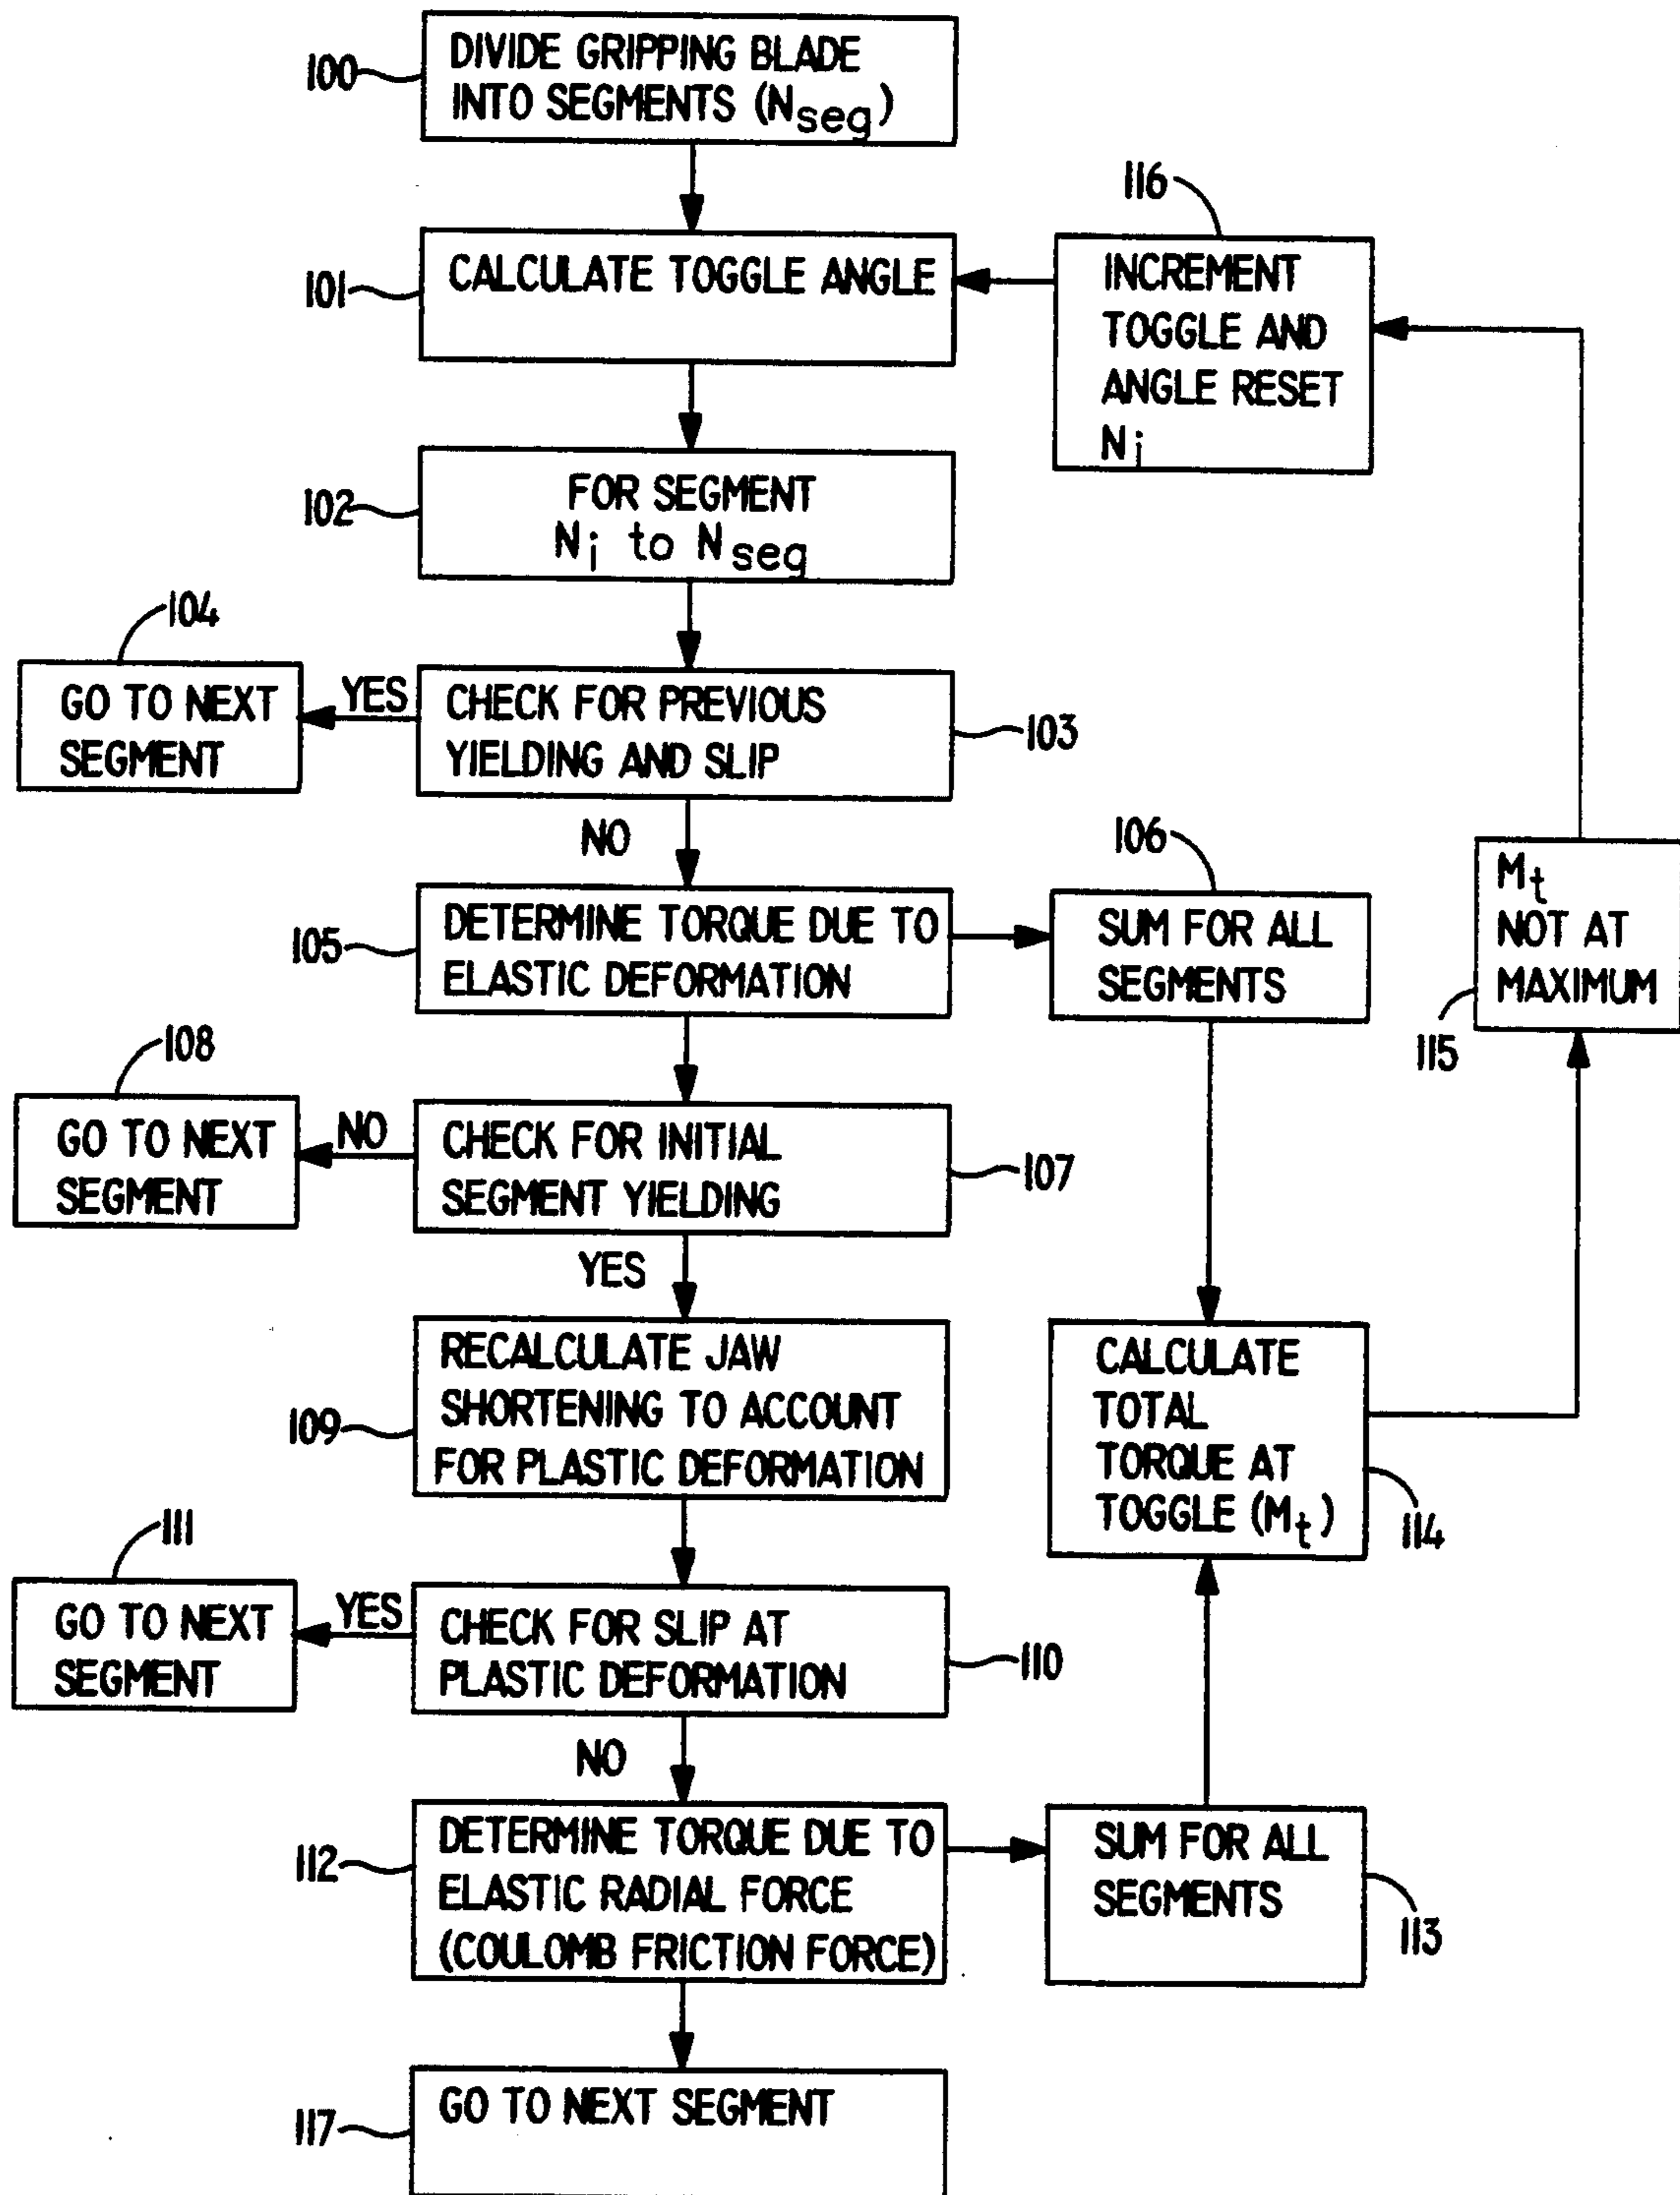 100
DIVIDE GRIPPING BLADE
INTO SEGMENTS (Nseg)
116
101
CALCULATE TOGGLE ANGLE
INCREMENT
TOGGLE AND
ANGLE RESET
Ni
102
FOR SEGMENT
Ni to Nseg
104
GO TO NEXT
SEGMENT
YES
CHECK FOR PREVIOUS
YIELDING AND SLIP
103
NO
106
105
DETERMINE TORQUE DUE TO
ELASTIC DEFORMATION
SUM FOR ALL
SEGMENTS
Mt
NOT AT
MAXIMUM
115
108
GO TO NEXT
SEGMENT
NO
CHECK FOR INITIAL
SEGMENT YIELDING
107
YES
109
RECALCULATE JAW
SHORTENING TO ACCOUNT
FOR PLASTIC DEFORMATION
CALCULATE
TOTAL
TORQUE AT
TOGGLE (Mt)
114
111
GO TO NEXT
SEGMENT
YES
CHECK FOR SLIP AT
PLASTIC DEFORMATION
110
NO
112
DETERMINE TORQUE DUE TO
ELASTIC RADIAL FORCE
(COULOMB FRICTION FORCE)
SUM FOR ALL
SEGMENTS
113
117
GO TO NEXT SEGMENT